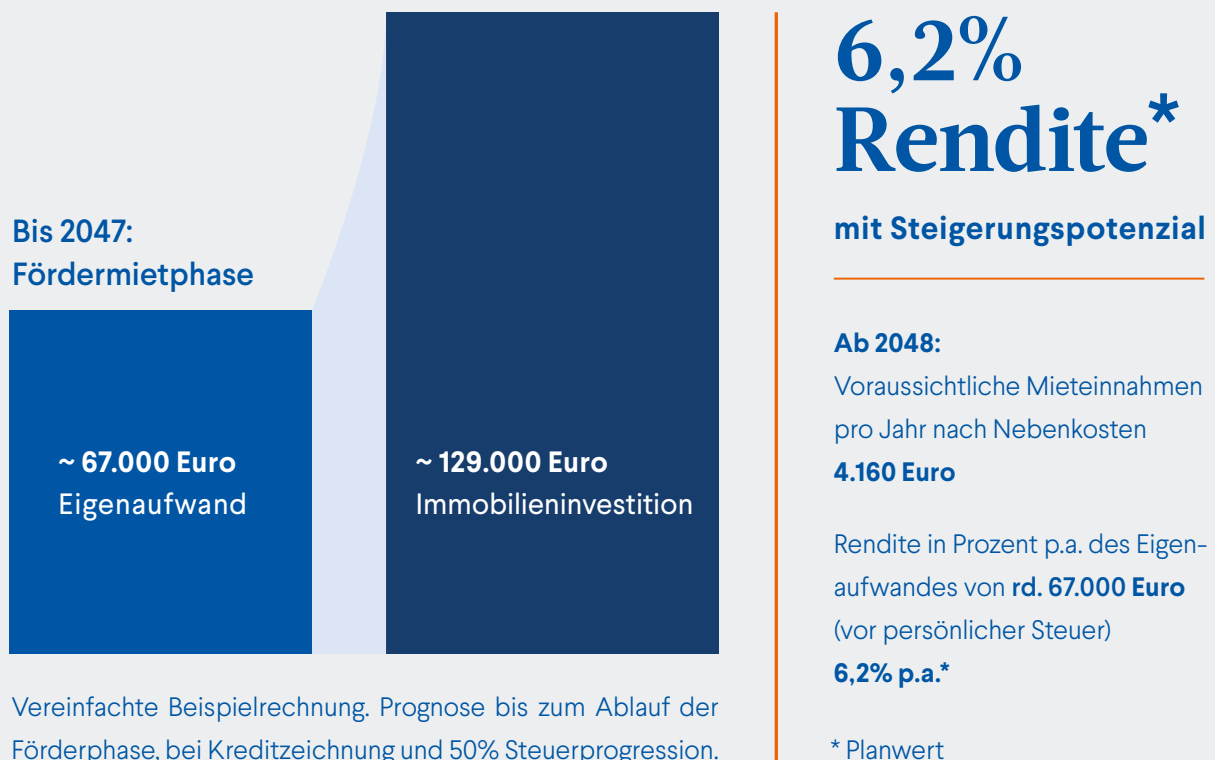 Bis 2047:
Fördermietphase
~ 67.000 Euro
Eigenaufwand
~ 129.000 Euro
Immobilieninvestition
Vereinfachte Beispielrechnung. Prognose bis zum Ablauf der
Förderphase, bei Kreditzeichnung und 50% Steuerprogression.
6,2%
Rendite*
mit Steigerungspotenzial
Ab 2048:
Voraussichtliche Mieteinnahmen
pro Jahr nach Nebenkosten
4.160 Euro
Rendite in Prozent p.a. des Eigen-
aufwandes von rd. 67.000 Euro
(vor persönlicher Steuer)
6,2% p.a.*
* Planwert